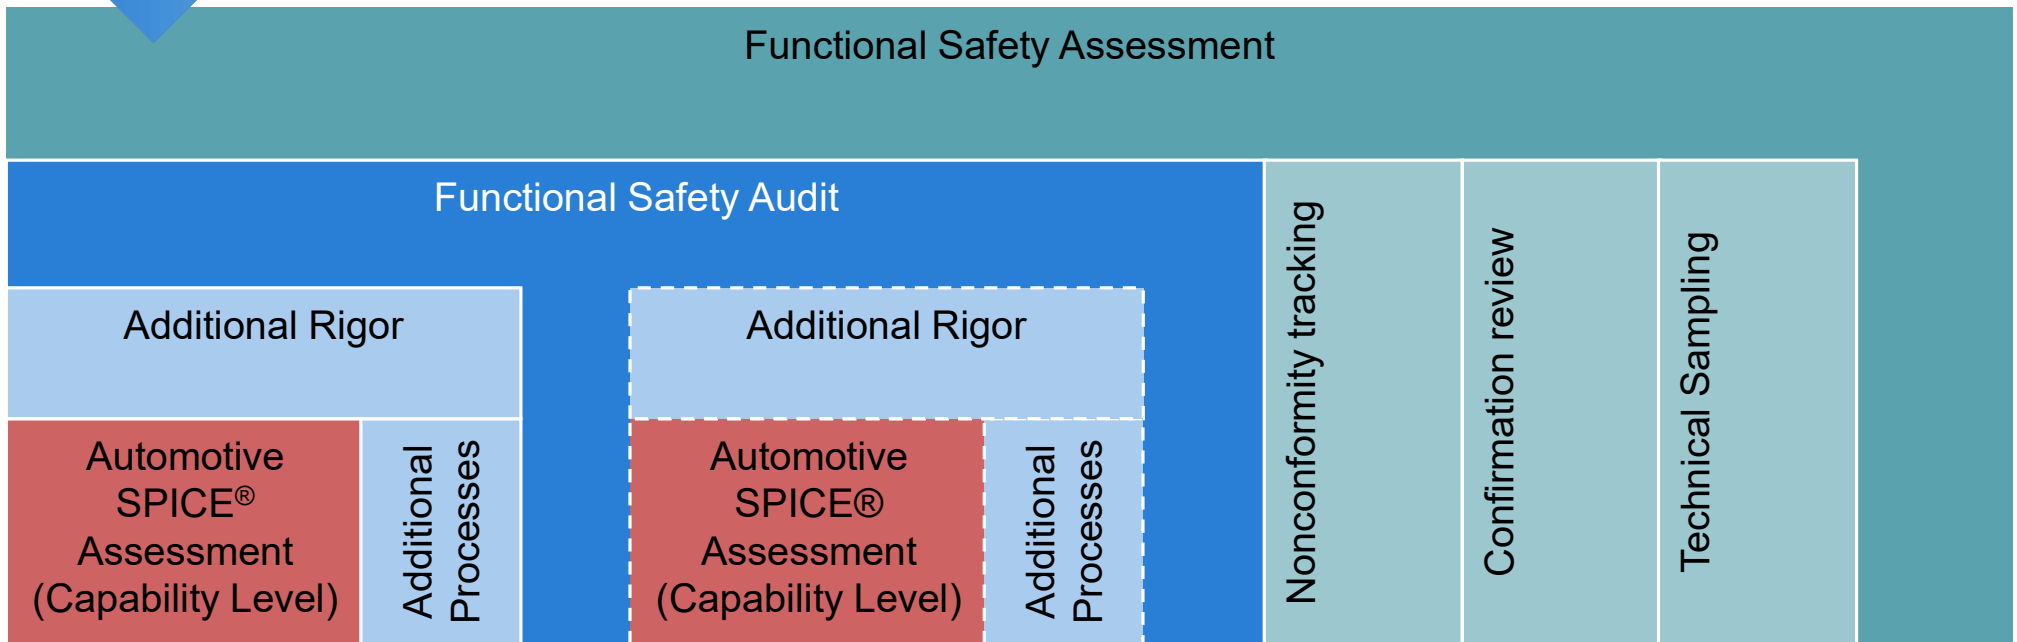 Functional Safety Assessment
Functional Safety Audit
Additional Rigor
Automotive
SPICE®
Assessment
(Capability Level)
Additional
Processes
Additional Rigor
Automotive
SPICE®
Assessment
(Capability Level)
Additional
Processes
Nonconformity tracking
Confirmation review
Technical Sampling